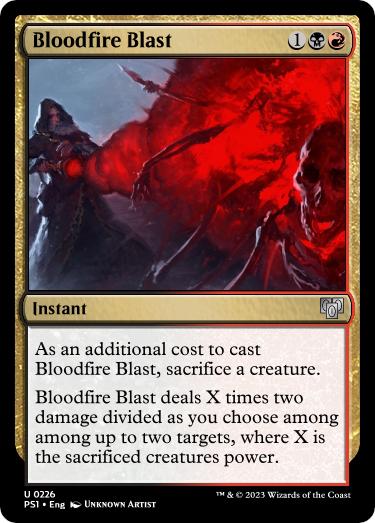 Bloodfire Blast 1
Instant
As an additional cost to cast
Bloodfire Blast, sacrifice a creature.
Bloodfire Blast deals X times two
damage divided as you choose among
among up to two targets, where X is
the sacrificed creatures power.
U 0226
PS1 • Eng Unknown Artist
™ & © 2023 Wizards of the Coast